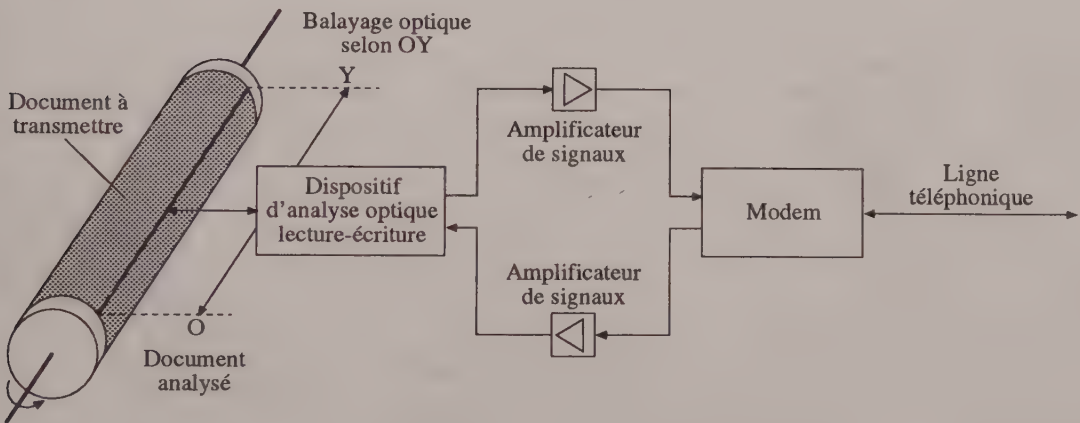 Balayage optique
selon OY
Y
Document à
transmettre
Amplificateur
de signaux
Dispositif
d'analyse optique
lecture-écriture
Modem
Ligne
téléphonique
Amplificateur
de signaux
O
Document
analysé